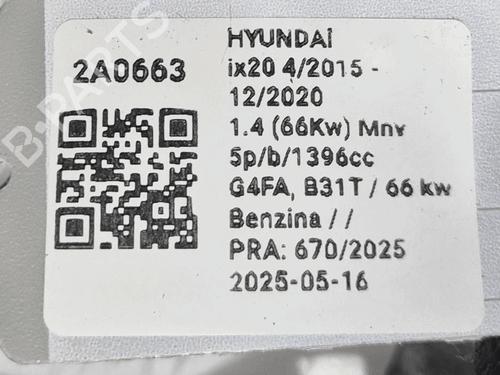 2A0663
HYUNDAI
ix20 4/2015 -
12/2020
1.4 (66Kw) Mnv
5p/b/1396cc
G4FA, B31T / 66 kw
Benzina / /
PRA: 670/2025
2025-05-16
B-PARTS